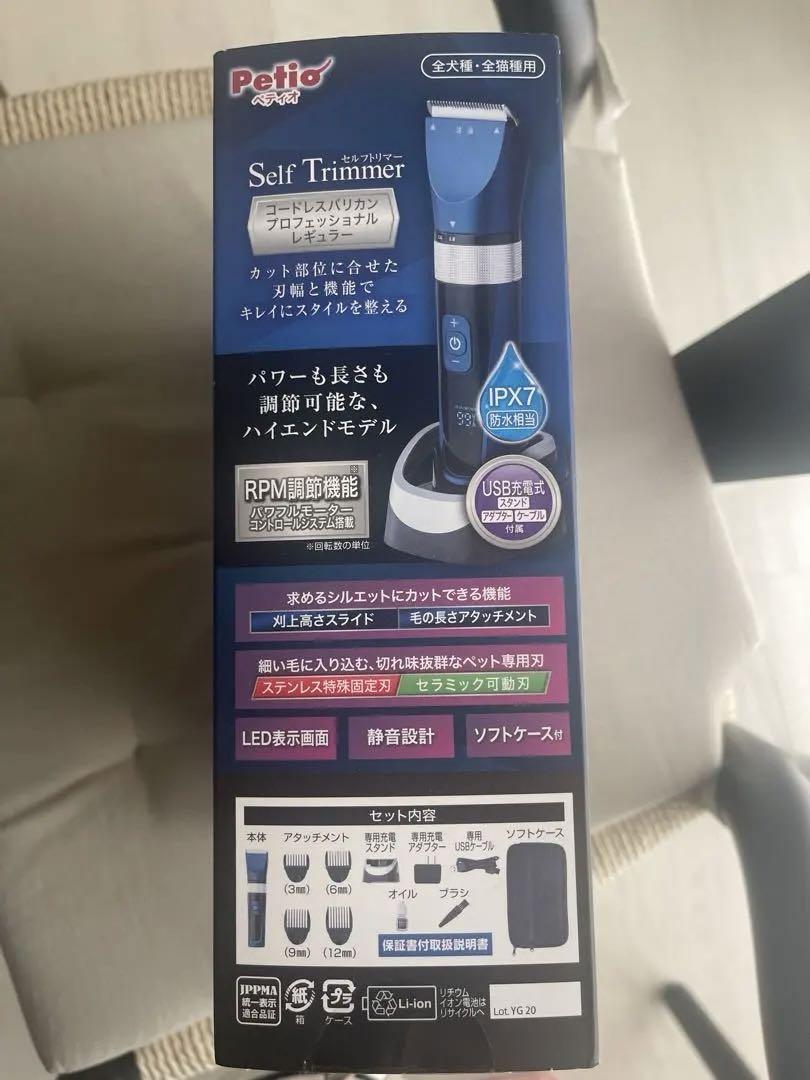 Petio
ペティオ
全犬種・全猫種用
セルフトリマー
Self Trimmer
コードレスバリカン
プロフェッショナル
レギュラー
カット部位に合せた
刃幅と機能で
キレイにスタイルを整える
パワーも長さも
調節可能な、
ハイエンドモデル
IPX7
防水相当
RPM調節機能
※
パワフルモーター
コントロールシステム搭載
※回転数の単位
USB充電式
スタンド
アダプター ケーブル
付属
求めるシルエットにカットできる機能
刈上高さスライド 毛の長さアタッチメント
細い毛に入り込む、切れ味抜群なペット専用刃
ステンレス特殊固定刃 セラミック可動刃
LED表示画面 静音設計 ソフトケース付
セット内容
本体 アタッチメント 専用充電スタンド 専用充電アダプター 専用USBケーブル ソフトケース
(3㎜) (6㎜)
オイル ブラシ
(9㎜) (12㎜)
保証書付取扱説明書
JPPMA
統一表示
適合品証
紙
箱
プラ
ケース
Li-ion
リチウム
イオン電池は
リサイクルへ
Lot. YG 20